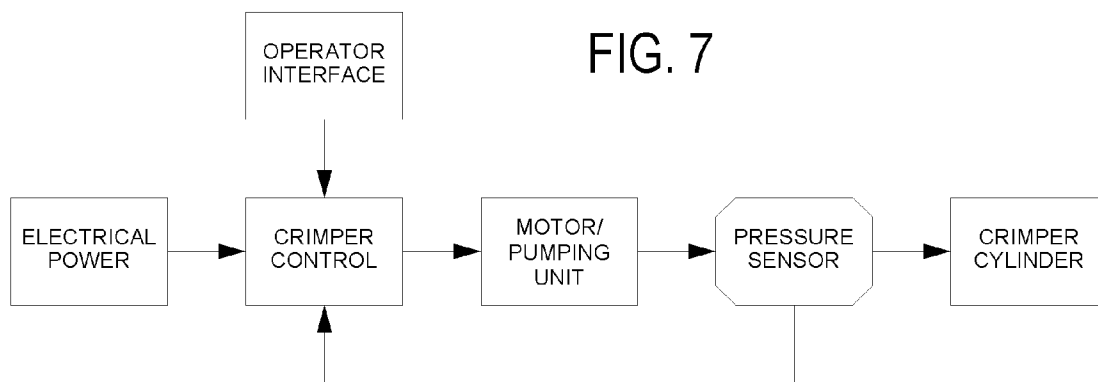 FIG. 7
OPERATOR
INTERFACE
ELECTRICAL
POWER
CRIMPER
CONTROL
MOTOR/
PUMPING
UNIT
PRESSURE
SENSOR
CRIMPER
CYLINDER